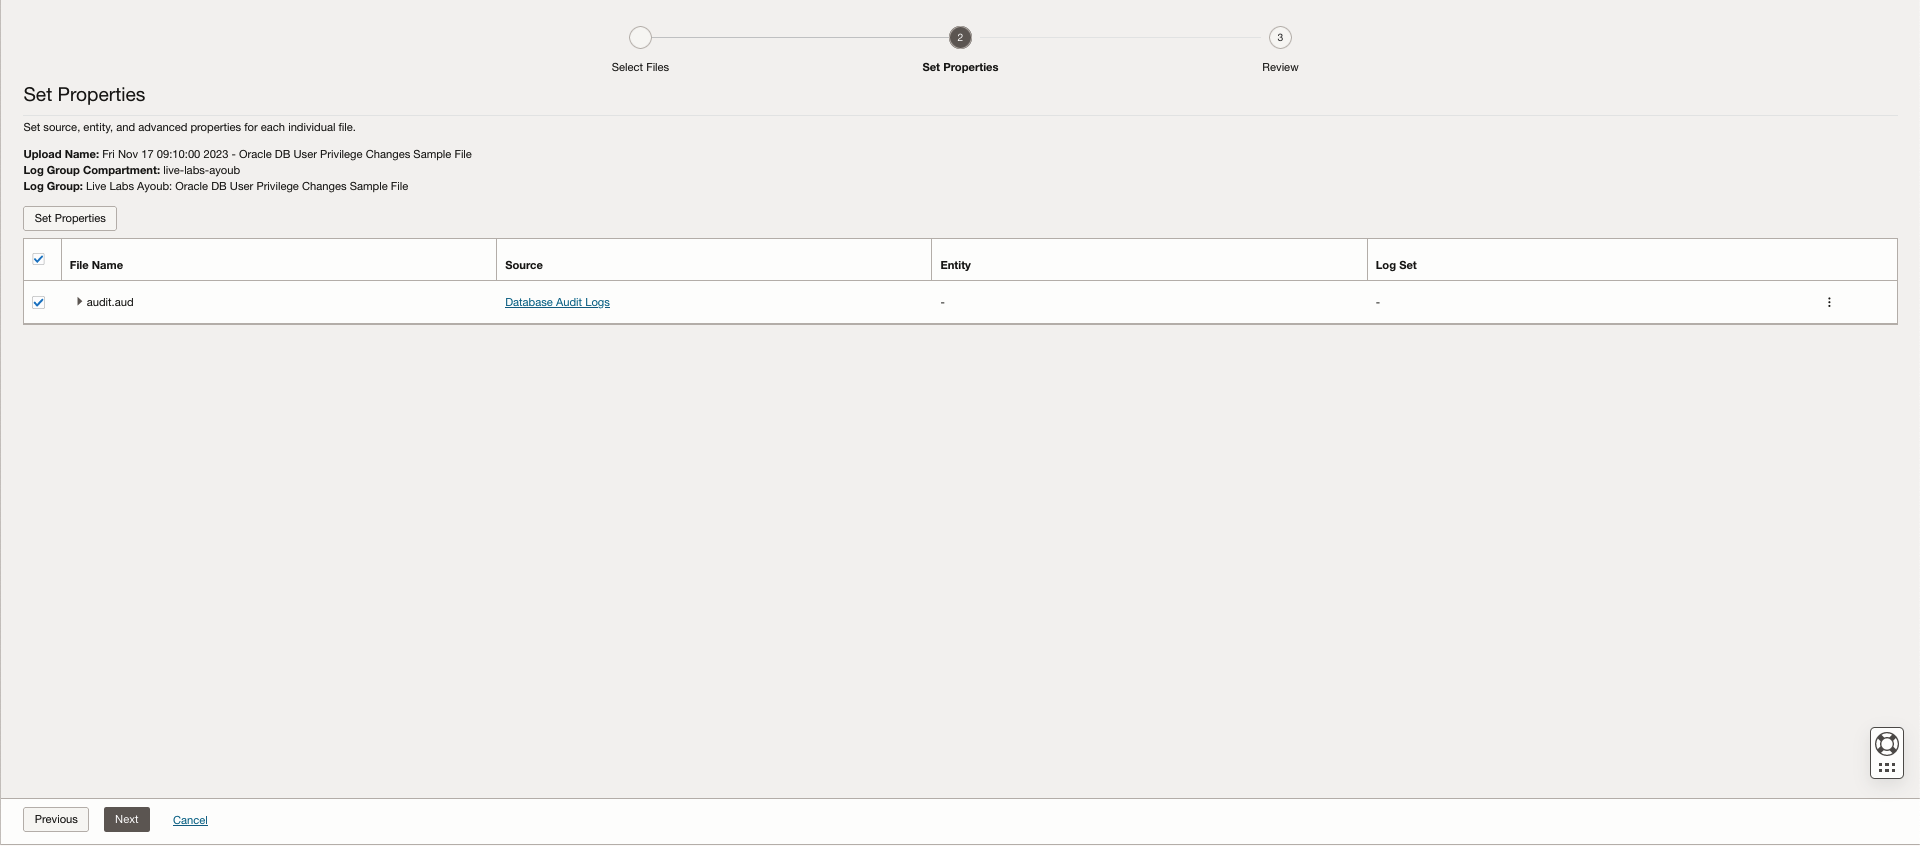 2
3
Select Files
Set Properties
Review
Set Properties
Set source, entity, and advanced properties for each individual file.
Upload Name: Fri Nov 17 09:10:00 2023 - Oracle DB User Privilege Changes Sample File
Log Group Compartment: live-labs-ayoub
Log Group: Live Labs Ayoub: Oracle DB User Privilege Changes Sample File
Set Properties
File Name Source Entity Log Set
audit.aud Database Audit Logs - -
Previous Next Cancel